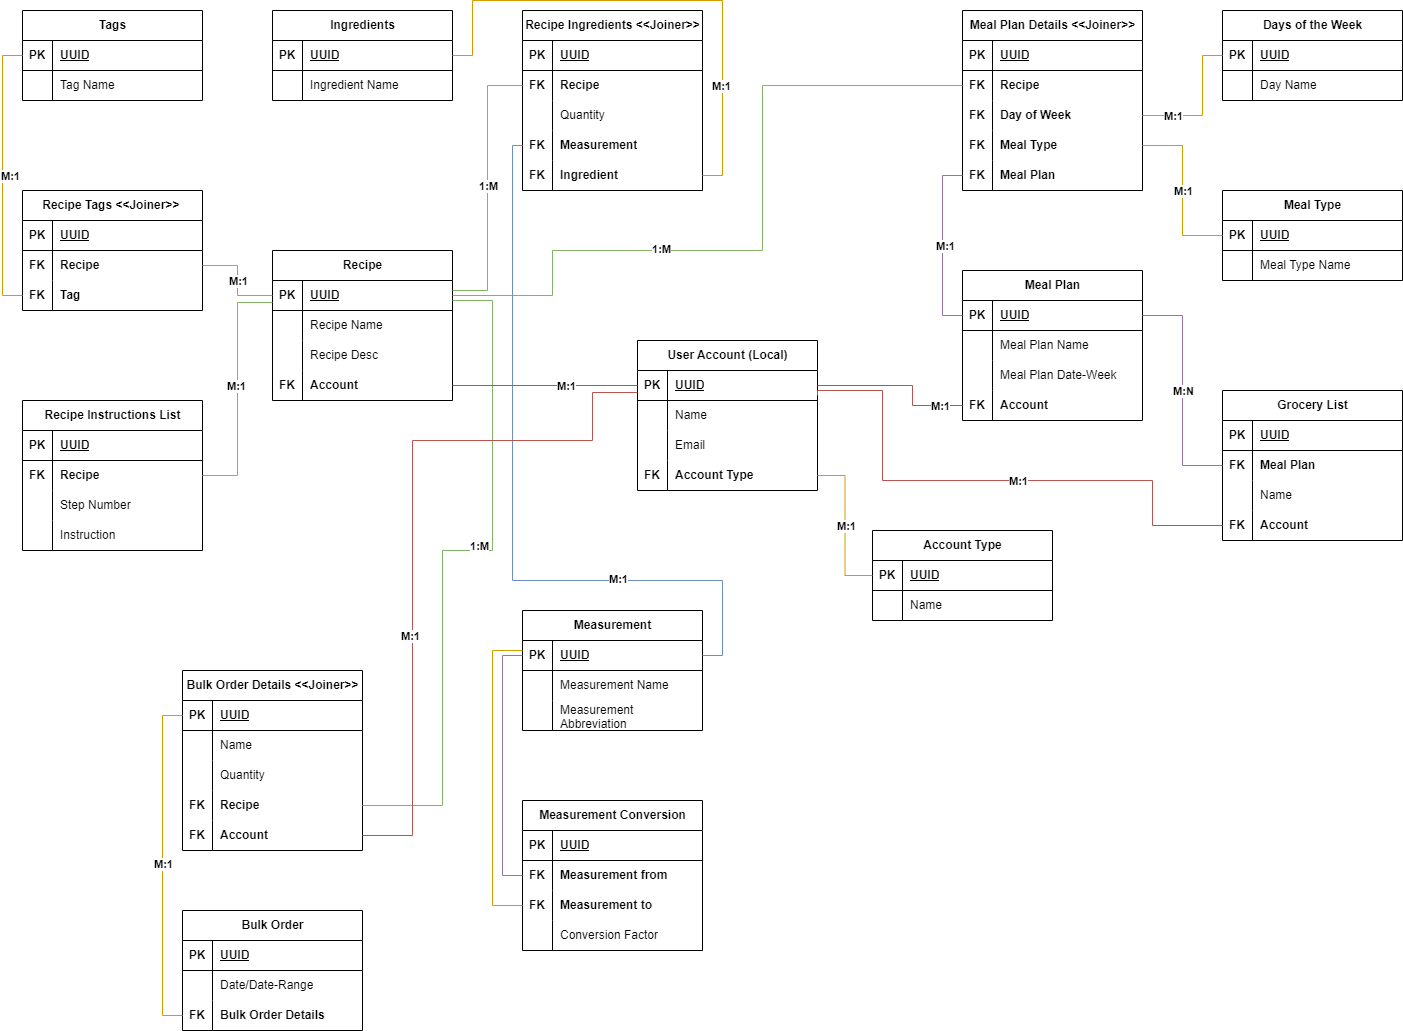 Tags
PK UUID
Tag Name
Ingredients
PK UUID
Ingredient Name
Recipe Ingredients <<Joiner>>
PK UUID
FK Recipe
Quantity
FK Measurement
FK Ingredient
M:1
Meal Plan Details <<Joiner>>
PK UUID
FK Recipe
FK Day of Week
FK Meal Type
FK Meal Plan
Days of the Week
PK UUID
Day Name
M:1
M:1
M:1
1:M
M:1
Recipe Tags <<Joiner>>
PK UUID
FK Recipe
FK Tag
M:1
Meal Type
PK UUID
Meal Type Name
1:M
Recipe
PK UUID
Recipe Name
Recipe Desc
FK Account
M:1
Meal Plan
PK UUID
Meal Plan Name
Meal Plan Date-Week
FK Account
M:1
User Account (Local)
PK UUID
Name
Email
FK Account Type
M:1
M:N
Recipe Instructions List
PK UUID
FK Recipe
Step Number
Instruction
M:1
Grocery List
PK UUID
FK Meal Plan
Name
FK Account
M:1
M:1
Account Type
PK UUID
Name
1:M
M:1
M:1
Measurement
PK UUID
Measurement Name
Measurement
Abbreviation
Bulk Order Details <<Joiner>>
PK UUID
Name
Quantity
FK Recipe
FK Account
M:1
Measurement Conversion
PK UUID
FK Measurement from
FK Measurement to
Conversion Factor
Bulk Order
PK UUID
Date/Date-Range
FK Bulk Order Details